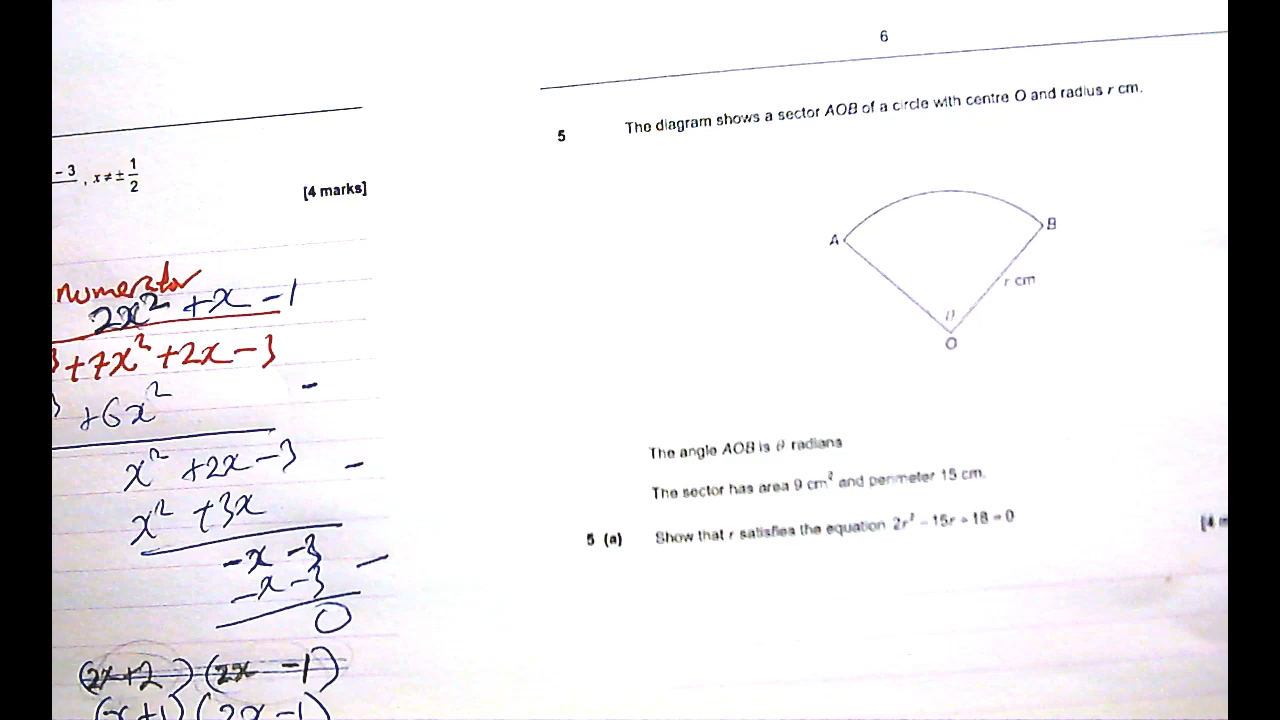 - 3 , x ≠ ± 1/2
[4 marks]
numerator
2x² + x - 1
+7x² +2x - 3
+6x² -
x² +2x - 3 -
x² +3x
-x - 3 -
-x - 3
0
(2x+2)(2x - 1)
(x+1)(2x-1)
6
5 The diagram shows a sector AOB of a circle with centre O and radius r cm.
A
B
r cm
θ
O
The angle AOB is θ radians
The sector has area 9 cm² and perimeter 15 cm.
5 (a) Show that r satisfies the equation 2r² – 15r + 18 = 0
[4